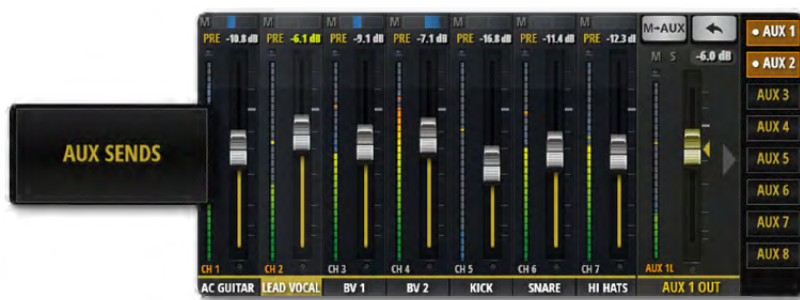 AUX SENDS
M M M M M M M M→AUX
PRE -10.8 dB PRE -6.1 dB PRE -9.1 dB PRE -7.1 dB PRE -16.8 dB PRE -11.4 dB PRE -12.3 dB
M S -6.0 dB
AUX 1
AUX 2
AUX 3
AUX 4
AUX 5
AUX 6
AUX 7
AUX 8
CH 1 CH 2 CH 3 CH 4 CH 5 CH 6 CH 7 AUX 1L
AC GUITAR LEAD VOCAL BV 1 BV 2 KICK SNARE HI HATS AUX 1 OUT